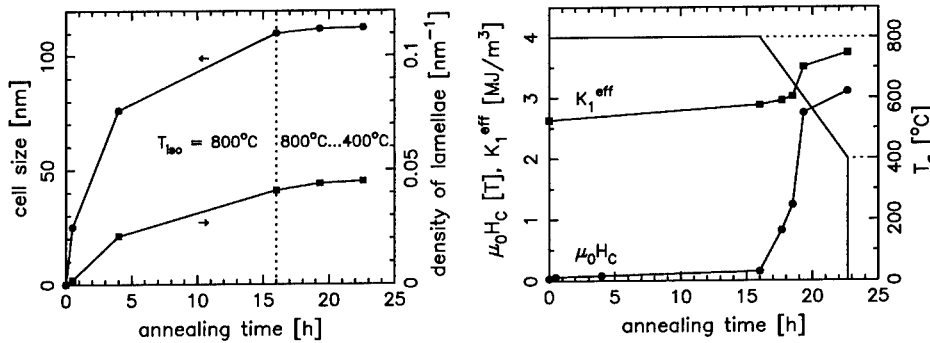 cell size [nm]
100
50
0
0.1
0.05
0
density of lamellae [nm⁻¹]
←
T_iso = 800°C
800°C...400°C
→
0 5 10 15 20 25
annealing time [h]
μ₀H_C [T], K₁^eff [MJ/m³]
4
3
2
1
0
800
600
400
200
0
[°C]
K₁^eff
μ₀H_C
0 5 10 15 20 25
annealing time [h]